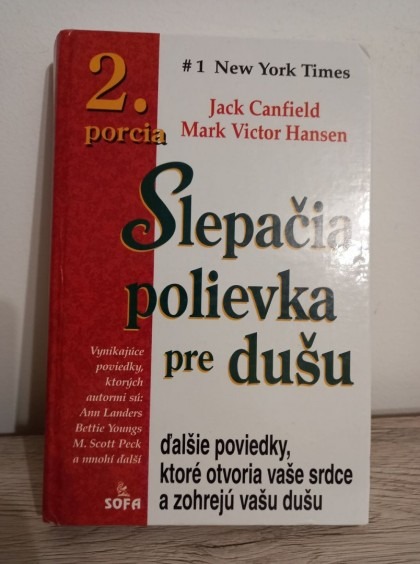 2.
porcia
# 1 New York Times
Jack Canfield
Mark Victor Hansen
Slepačia
polievka
pre dušu
Vynikajúce
poviedky,
ktorých
autormi sú:
Ann Landers
Bettie Youngs
M. Scott Peck
a mnohí ďalší
ďalšie poviedky,
ktoré otvoria vaše srdce
a zohrejú vašu dušu
SOFA